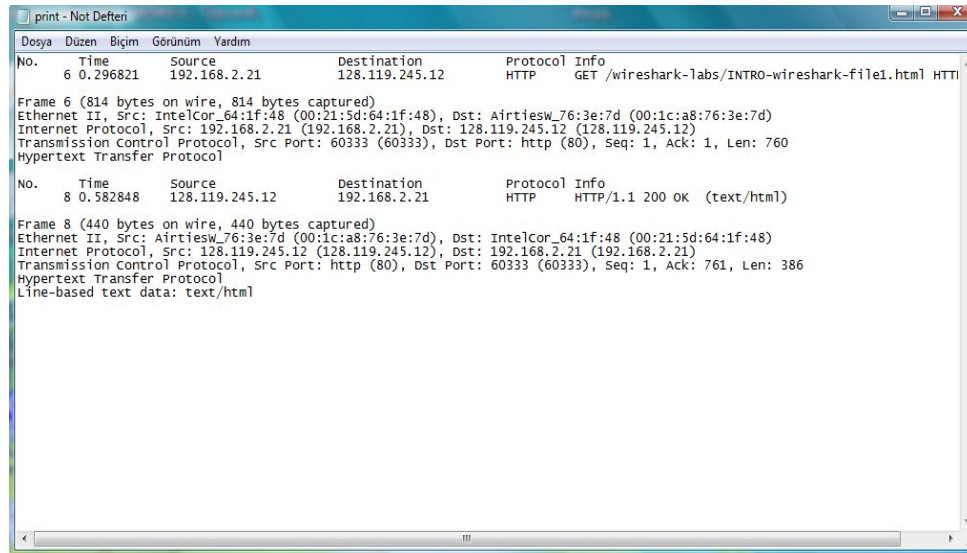 print - Not Defteri
Dosya Düzen Biçim Görünüm Yardım
No. Time Source Destination Protocol Info
6 0.296821 192.168.2.21 128.119.245.12 HTTP GET /wireshark-labs/INTRO-wireshark-file1.html HTT
Frame 6 (814 bytes on wire, 814 bytes captured)
Ethernet II, Src: IntelCor_64:1f:48 (00:21:5d:64:1f:48), Dst: AirtiesW_76:3e:7d (00:1c:a8:76:3e:7d)
Internet Protocol, Src: 192.168.2.21 (192.168.2.21), Dst: 128.119.245.12 (128.119.245.12)
Transmission Control Protocol, Src Port: 60333 (60333), Dst Port: http (80), Seq: 1, Ack: 1, Len: 760
Hypertext Transfer Protocol
No. Time Source Destination Protocol Info
8 0.582848 128.119.245.12 192.168.2.21 HTTP HTTP/1.1 200 OK (text/html)
Frame 8 (440 bytes on wire, 440 bytes captured)
Ethernet II, Src: AirtiesW_76:3e:7d (00:1c:a8:76:3e:7d), Dst: IntelCor_64:1f:48 (00:21:5d:64:1f:48)
Internet Protocol, Src: 128.119.245.12 (128.119.245.12), Dst: 192.168.2.21 (192.168.2.21)
Transmission Control Protocol, Src Port: http (80), Dst Port: 60333 (60333), Seq: 1, Ack: 761, Len: 386
Hypertext Transfer Protocol
Line-based text data: text/html